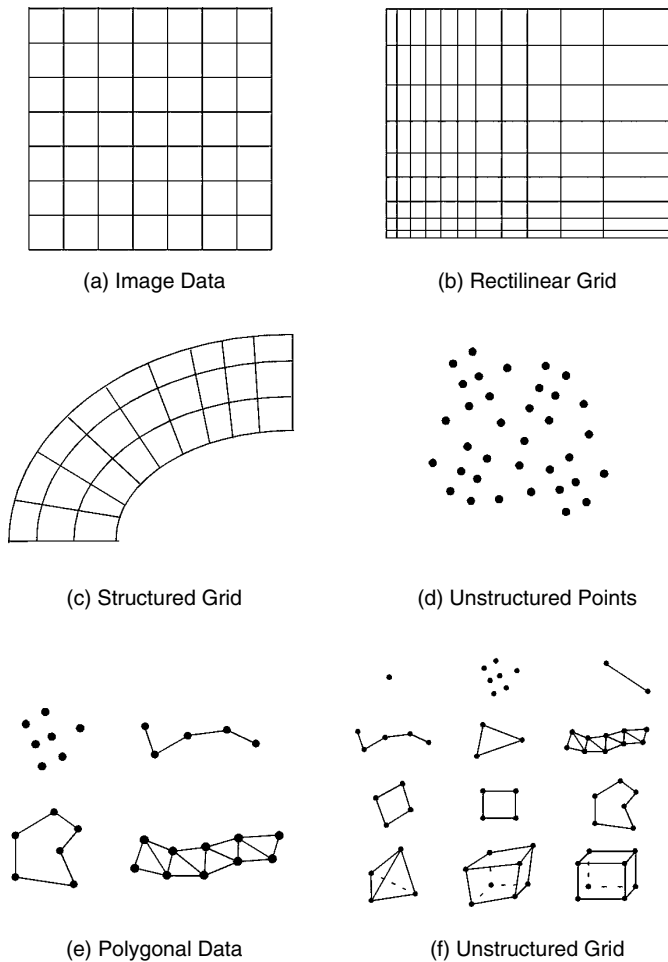 (a) Image Data
(b) Rectilinear Grid
(c) Structured Grid
(d) Unstructured Points
(e) Polygonal Data
(f) Unstructured Grid